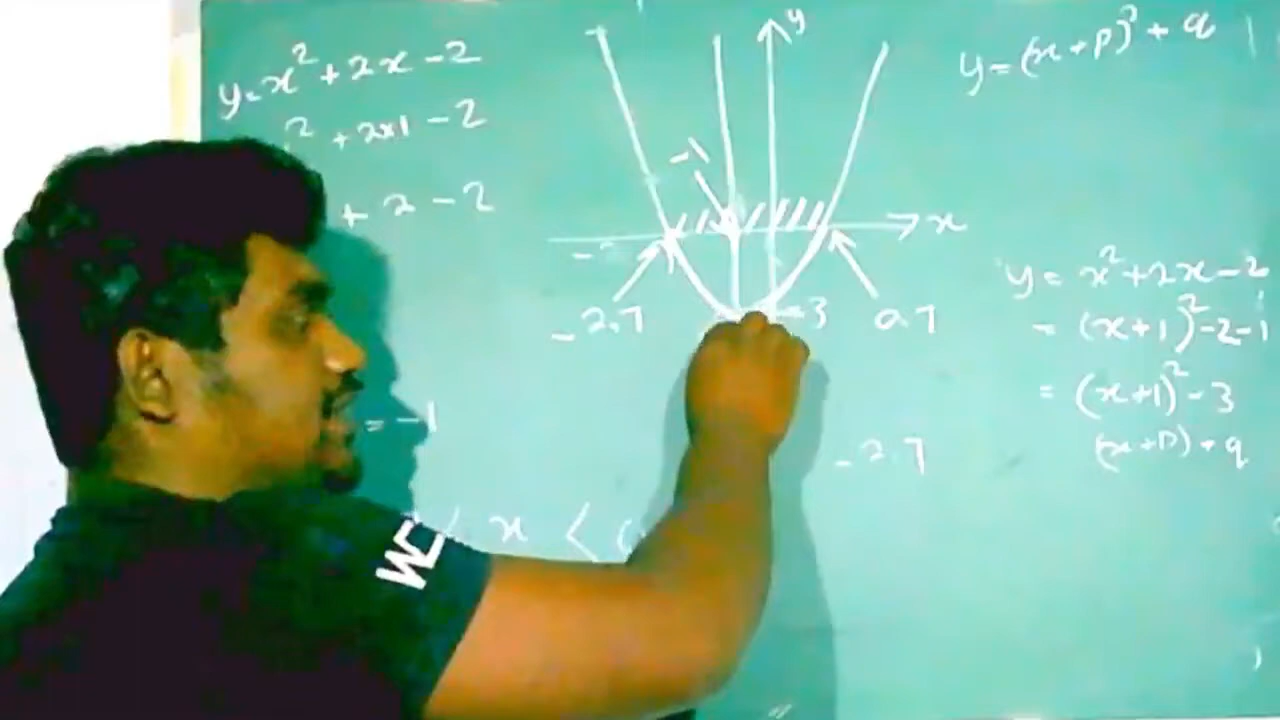 y = x² + 2x - 2
² + 2x1 - 2
+ 2 - 2
= -1
< x <
y
x
-1
-2.7
-3
0.7
-2.7
y = (x+p)² + q
y = x² + 2x - 2
= (x+1)² - 2 - 1
= (x+1)² - 3
(x+p) + q